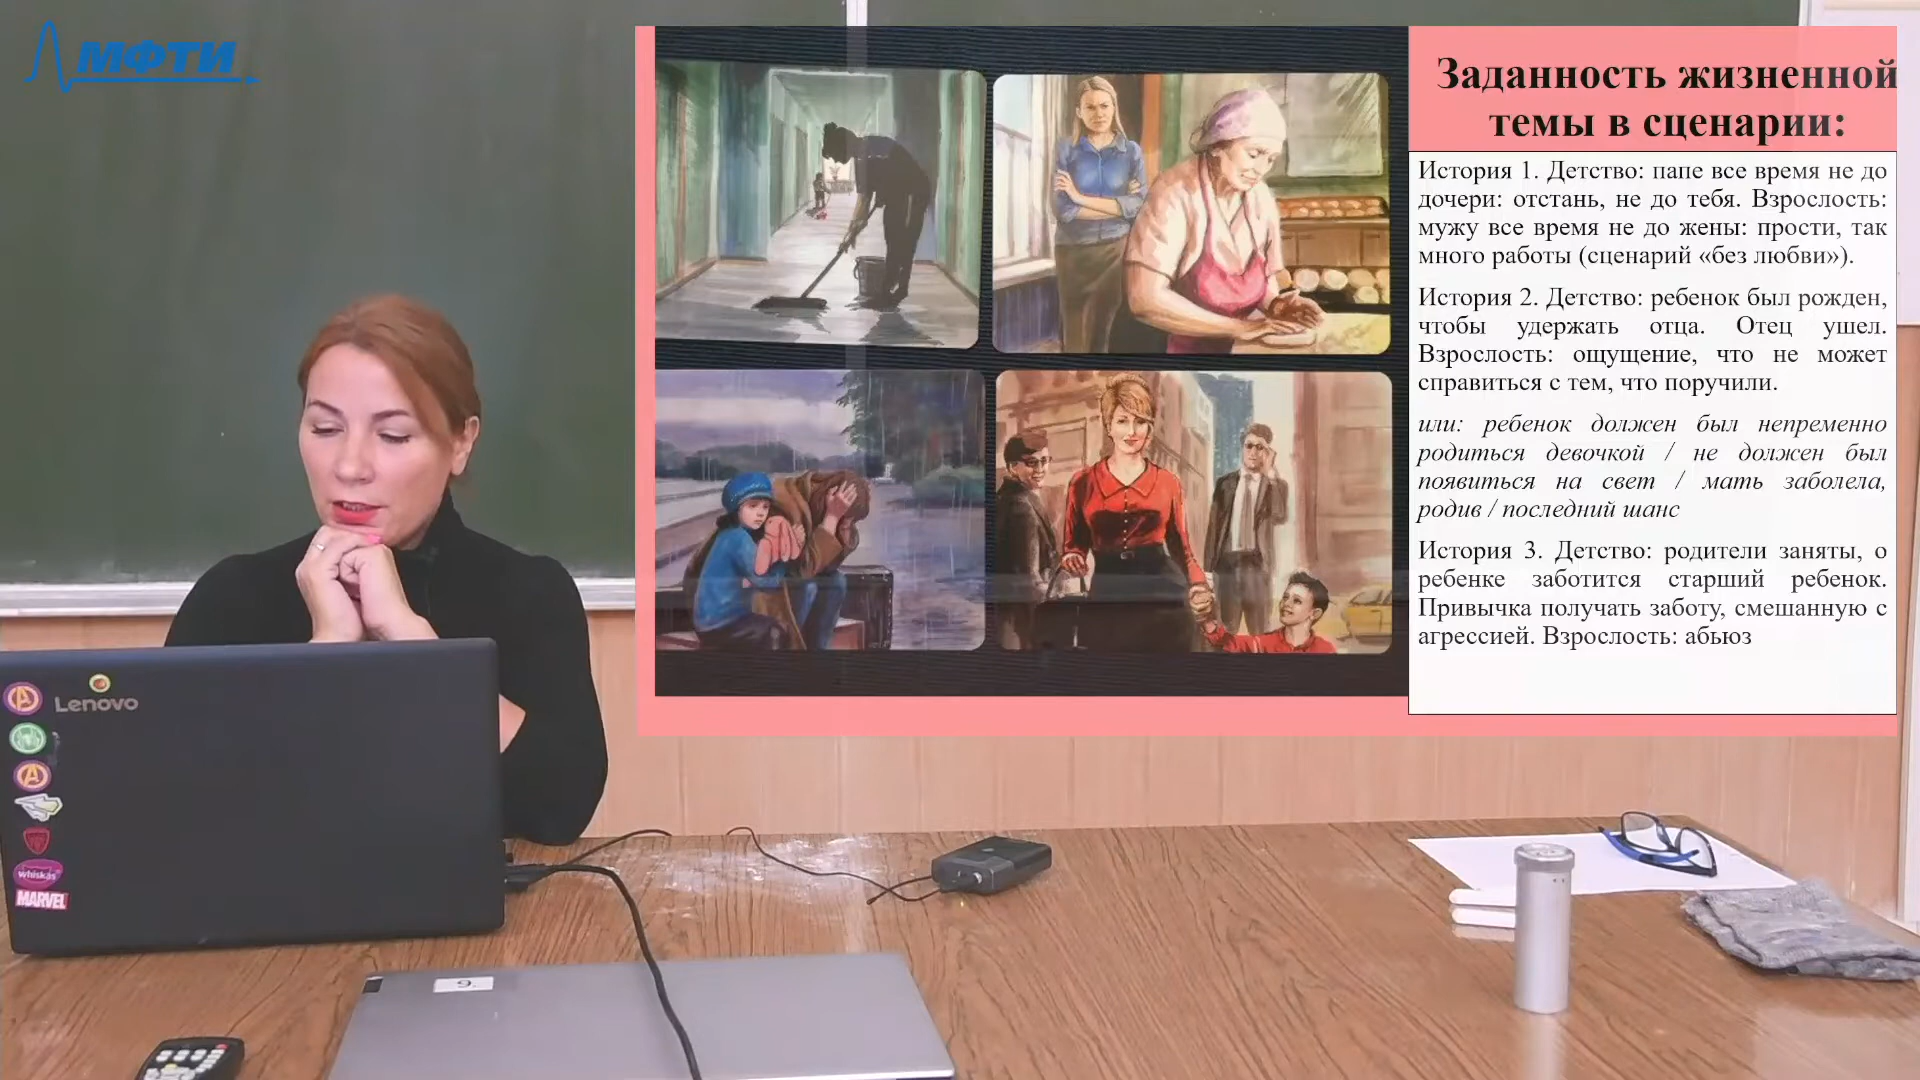 МФТИ
Заданность жизненной
темы в сценарии:
История 1. Детство: папе все время не до
дочери: отстань, не до тебя. Взрослость:
мужу все время не до жены: прости, так
много работы (сценарий «без любви»).
История 2. Детство: ребенок был рожден,
чтобы удержать отца. Отец ушел.
Взрослость: ощущение, что не может
справиться с тем, что поручили.
или: ребенок должен был непременно
родиться девочкой / не должен был
появиться на свет / мать заболела,
родив / последний шанс
История 3. Детство: родители заняты, о
ребенке заботится старший ребенок.
Привычка получать заботу, смешанную с
агрессией. Взрослость: абьюз
Lenovo
whiskas
MARVEL
9.